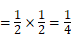 = 1/2 × 1/2 = 1/4